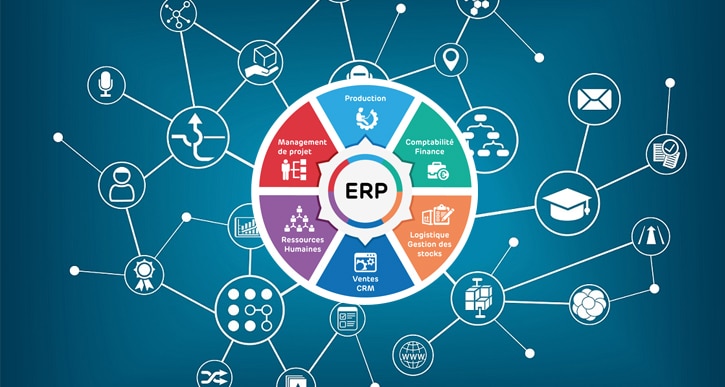 Production
Management
de projet
Comptabilité
Finance
ERP
Ressources
Humaines
Logistique
Gestion des
stocks
Ventes
CRM
WWW